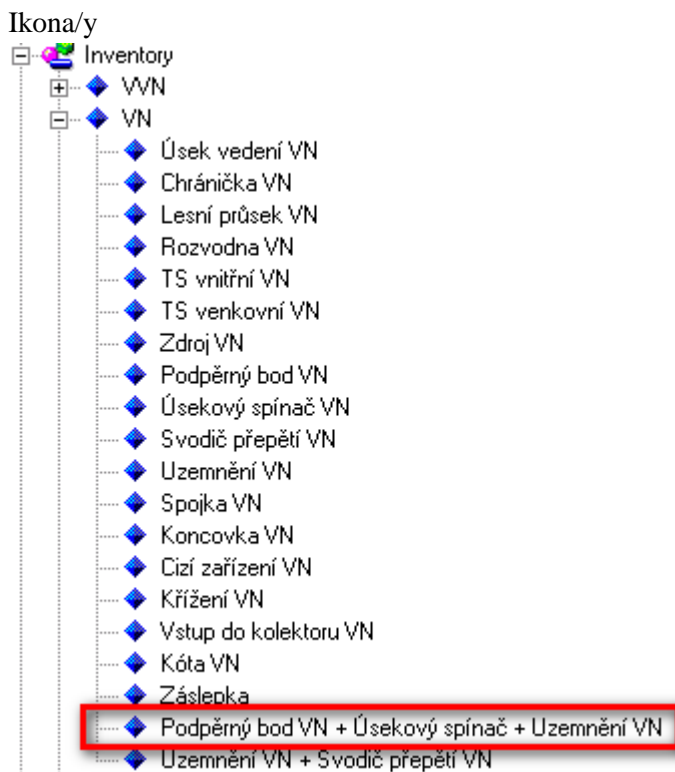 Ikona/y
Inventory
VVN
VN
Úsek vedení VN
Chránička VN
Lesní průsek VN
Rozvodna VN
TS vnitřní VN
TS venkovní VN
Zdroj VN
Podpěrný bod VN
Úsekový spínač VN
Svodič přepětí VN
Uzemnění VN
Spojka VN
Koncovka VN
Cizí zařízení VN
Křížení VN
Vstup do kolektoru VN
Kóta VN
Záslepka
Podpěrný bod VN + Úsekový spínač + Uzemnění VN
Uzemnění VN + Svodič přepětí VN